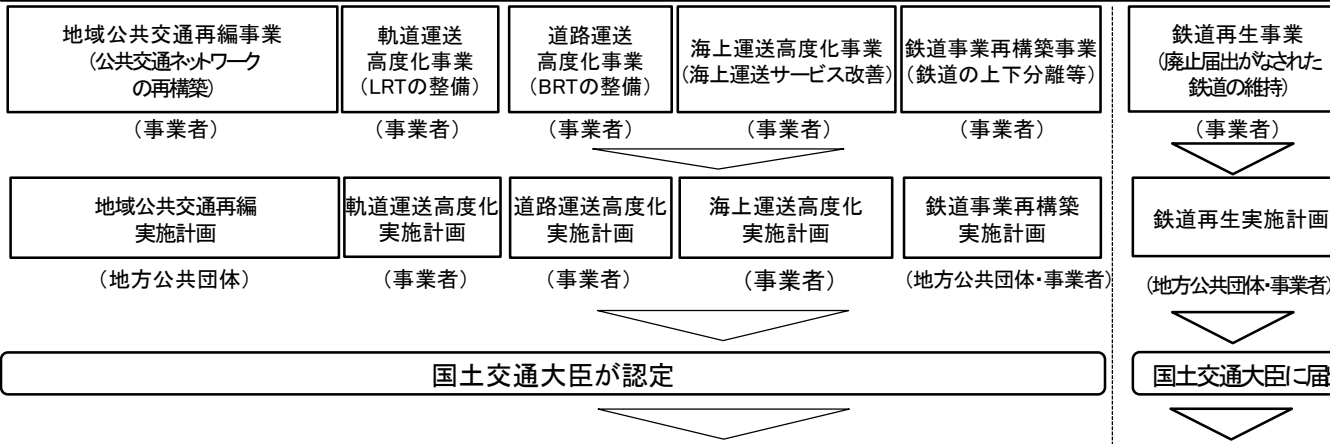 地域公共交通再編事業
(公共交通ネットワーク
の再構築)
軌道運送
高度化事業
(LRTの整備)
道路運送
高度化事業
(BRTの整備)
海上運送高度化事業
(海上運送サービス改善)
鉄道事業再構築事業
(鉄道の上下分離等)
鉄道再生事業
(廃止届出がなされた
鉄道の維持)
(事業者)
(事業者)
(事業者)
(事業者)
(事業者)
(事業者)
地域公共交通再編
実施計画
軌道運送高度化
実施計画
道路運送高度化
実施計画
海上運送高度化
実施計画
鉄道事業再構築
実施計画
鉄道再生実施計画
(地方公共団体)
(事業者)
(事業者)
(事業者)
(地方公共団体・事業者)
(地方公共団体・事業者)
国土交通大臣が認定
国土交通大臣に届